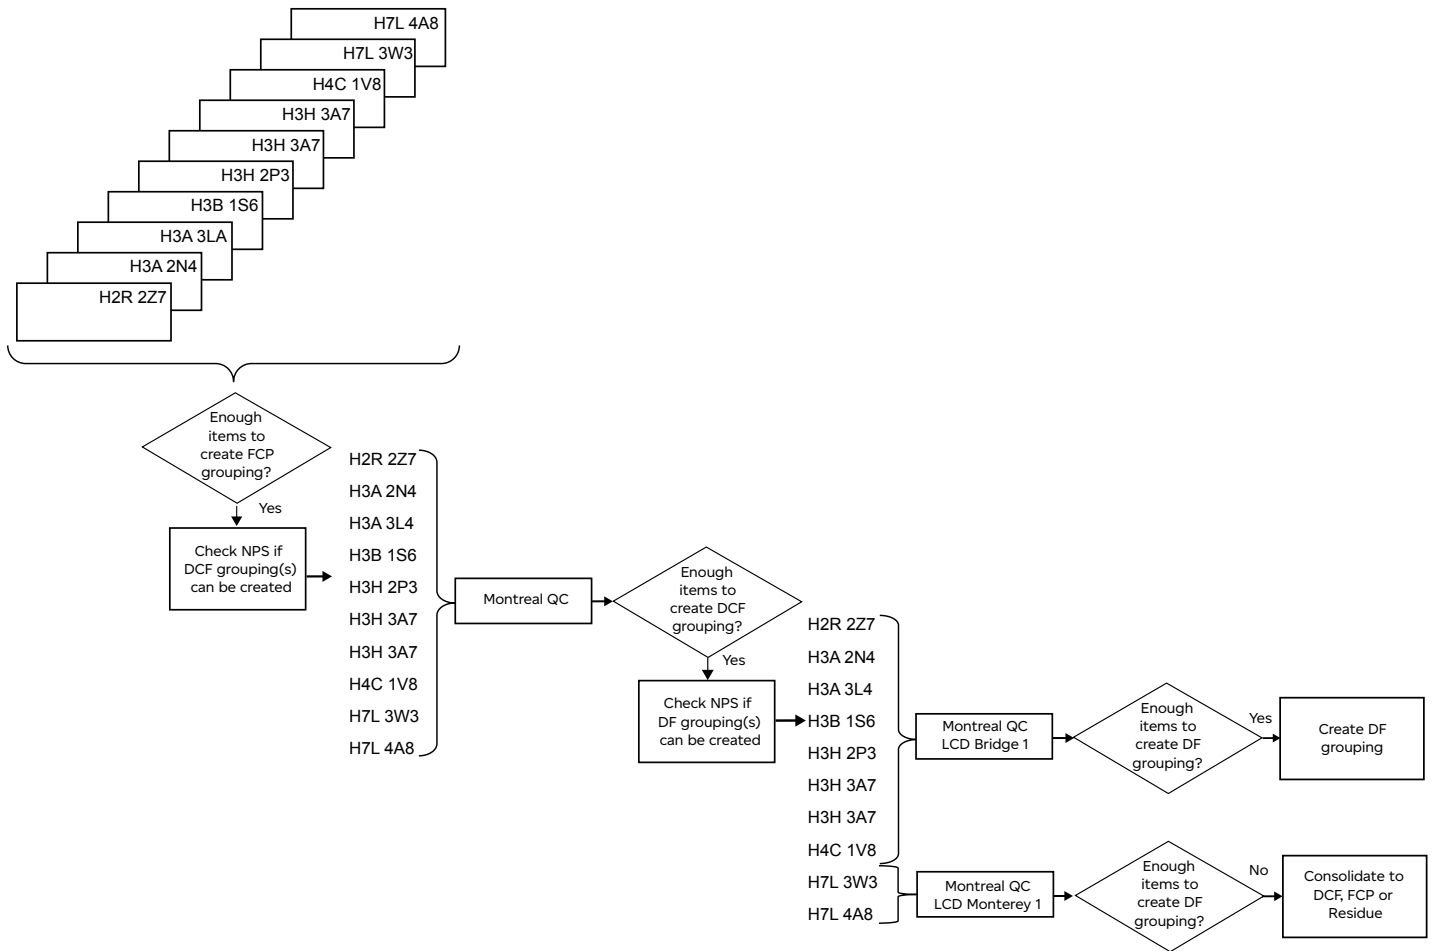 H7L 4A8
H7L 3W3
H4C 1V8
H3H 3A7
H3H 3A7
H3H 2P3
H3B 1S6
H3A 3LA
H3A 2N4
H2R 2Z7
Enough
items to
create FCP
grouping?
Yes
Check NPS if
DCF grouping(s)
can be created
H2R 2Z7
H3A 2N4
H3A 3L4
H3B 1S6
H3H 2P3
H3H 3A7
H3H 3A7
H4C 1V8
H7L 3W3
H7L 4A8
Montreal QC
Enough
items to
create DCF
grouping?
Yes
Check NPS if
DF grouping(s)
can be created
H2R 2Z7
H3A 2N4
H3A 3L4
H3B 1S6
H3H 2P3
H3H 3A7
H3H 3A7
H4C 1V8
H7L 3W3
H7L 4A8
Montreal QC
LCD Bridge 1
Enough
items to
create DF
grouping?
Yes
Create DF
grouping
Montreal QC
LCD Monterey 1
Enough
items to
create DF
grouping?
No
Consolidate to
DCF, FCP or
Residue